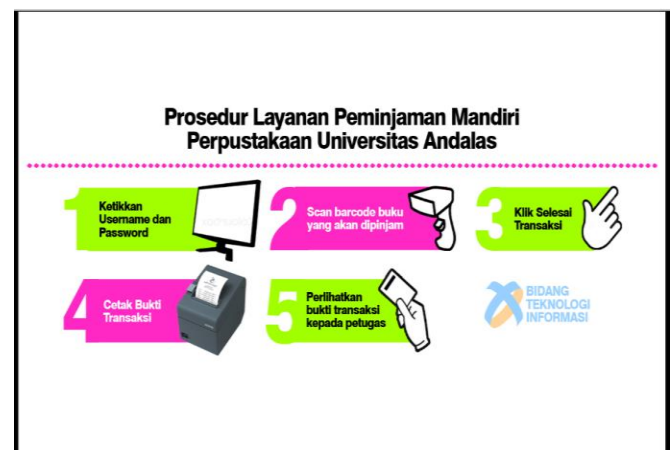 Prosedur Layanan Peminjaman Mandiri
Perpustakaan Universitas Andalas
1
Ketikkan
Username dan
Password
2
Scan barcode buku
yang akan dipinjam
3
Klik Selesai
Transaksi
4
Cetak Bukti
Transaksi
5
Perlihatkan
bukti transaksi
kepada petugas
BIDANG
TEKNOLOGI
INFORMASI